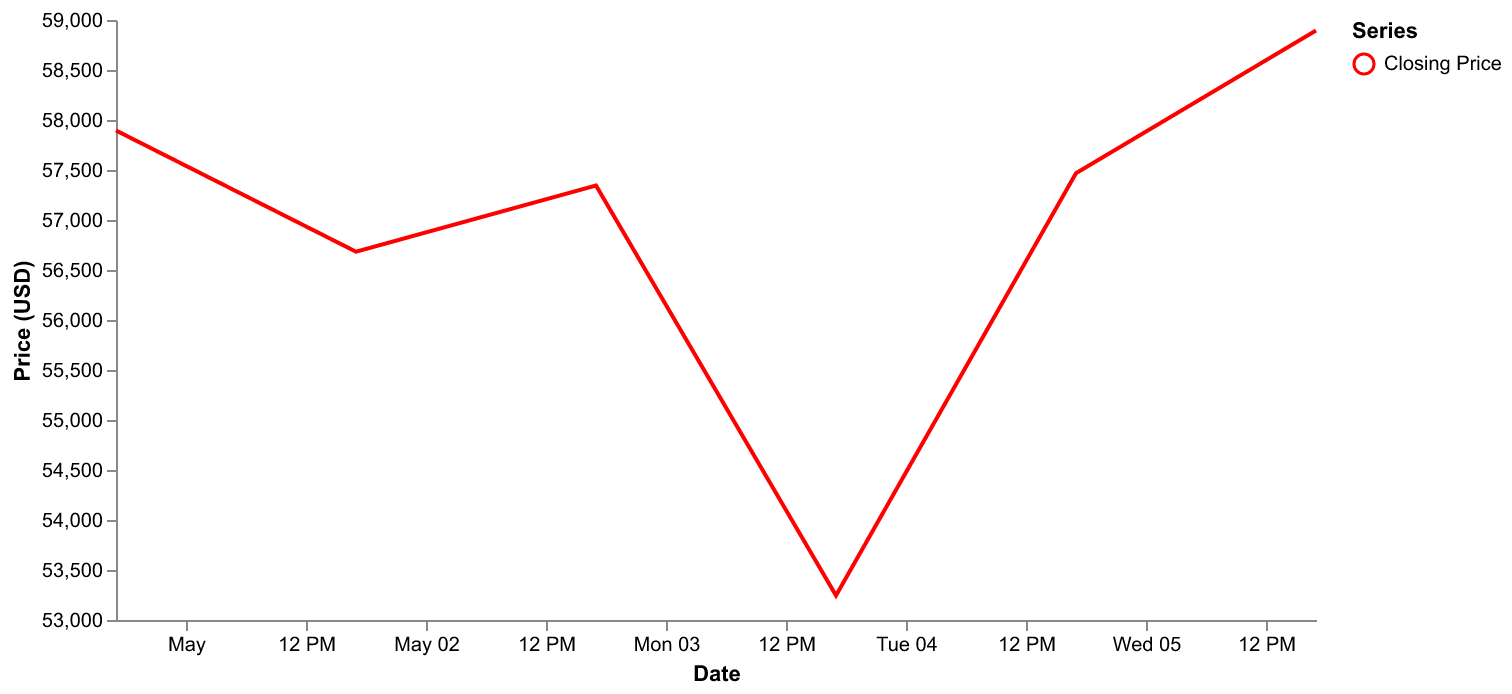 59,000
58,500
58,000
57,500
57,000
56,500
56,000
55,500
55,000
54,500
54,000
53,500
53,000
Price (USD)
May 12 PM May 02 12 PM Mon 03 12 PM Tue 04 12 PM Wed 05 12 PM
Date
Series
Closing Price